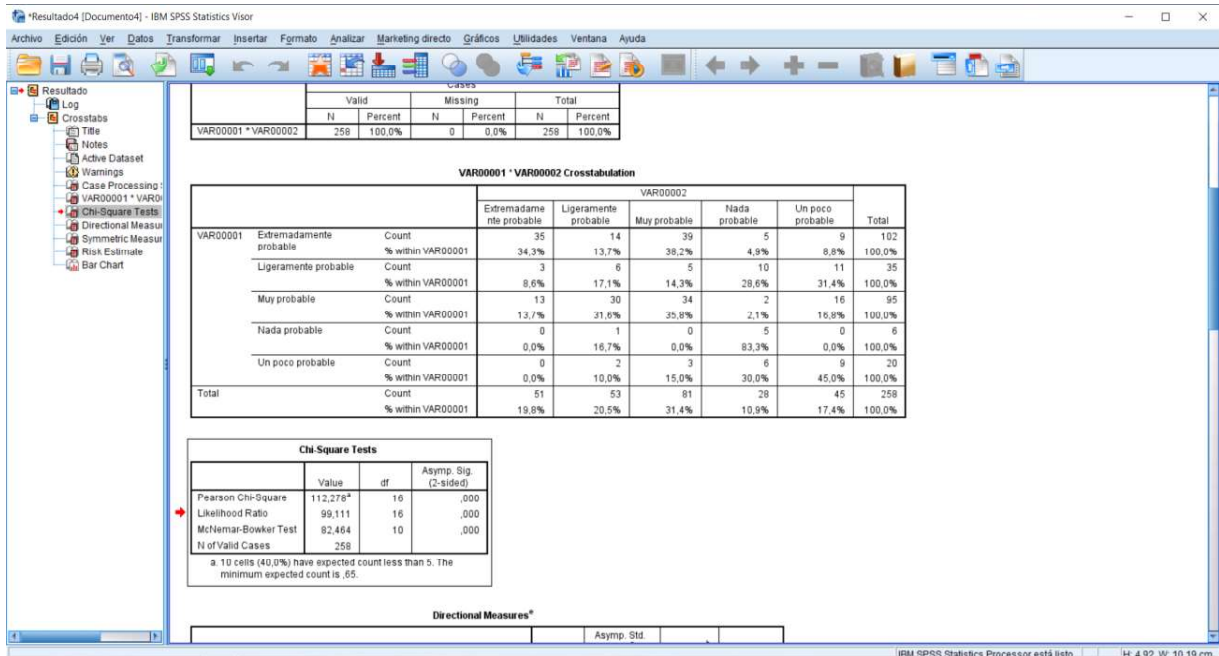 *Resultado4 [Documento4] - IBM SPSS Statistics Visor
Archivo Edición Ver Datos Transformar Insertar Formato Analizar Marketing directo Gráficos Utilidades Ventana Ayuda
Resultado
Log
Crosstabs
Title
Notes
Active Dataset
Warnings
Case Processing
VAR00001 * VAR0
Chi-Square Tests
Directional Measur
Symmetric Measur
Risk Estimate
Bar Chart
Cases
Valid Missing Total
N Percent N Percent N Percent
VAR00001 * VAR00002 258 100,0% 0 0,0% 258 100,0%
VAR00001 * VAR00002 Crosstabulation
VAR00002
Extremadame Ligeramente Nada Un poco
nte probable probable Muy probable probable probable Total
VAR00001 Extremadamente Count 35 14 39 5 9 102
probable % within VAR00001 34,3% 13,7% 38,2% 4,9% 8,8% 100,0%
Ligeramente probable Count 3 6 5 10 11 35
% within VAR00001 8,6% 17,1% 14,3% 28,6% 31,4% 100,0%
Muy probable Count 13 30 34 2 16 95
% within VAR00001 13,7% 31,6% 35,8% 2,1% 16,8% 100,0%
Nada probable Count 0 1 0 5 0 6
% within VAR00001 0,0% 16,7% 0,0% 83,3% 0,0% 100,0%
Un poco probable Count 0 2 3 6 9 20
% within VAR00001 0,0% 10,0% 15,0% 30,0% 45,0% 100,0%
Total Count 51 53 81 28 45 258
% within VAR00001 19,8% 20,5% 31,4% 10,9% 17,4% 100,0%
Chi-Square Tests
Value df Asymp. Sig. (2-sided)
Pearson Chi-Square 112,278a 16 ,000
Likelihood Ratio 99,111 16 ,000
McNemar-Bowker Test 82,464 10 ,000
N of Valid Cases 258
a. 10 cells (40,0%) have expected count less than 5. The
minimum expected count is ,65.
Directional Measurese
Asymp. Std.
IBM SPSS Statistics Processor está listo H: 4,92, W: 10,19 cm